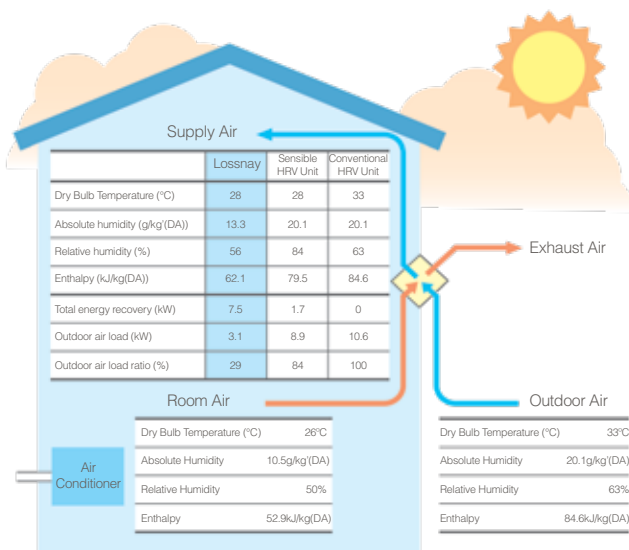 Supply Air
Lossnay Sensible HRV Unit Conventional HRV Unit
Dry Bulb Temperature (°C) 28 28 33
Absolute humidity (g/kg'(DA)) 13.3 20.1 20.1
Relative humidity (%) 56 84 63
Enthalpy (kJ/kg(DA)) 62.1 79.5 84.6
Total energy recovery (kW) 7.5 1.7 0
Outdoor air load (kW) 3.1 8.9 10.6
Outdoor air load ratio (%) 29 84 100
Exhaust Air
Room Air
Dry Bulb Temperature (°C) 26°C
Absolute Humidity 10.5g/kg'(DA)
Relative Humidity 50%
Enthalpy 52.9kJ/kg(DA)
Air
Conditioner
Outdoor Air
Dry Bulb Temperature (°C) 33°C
Absolute Humidity 20.1g/kg'(DA)
Relative Humidity 63%
Enthalpy 84.6kJ/kg(DA)